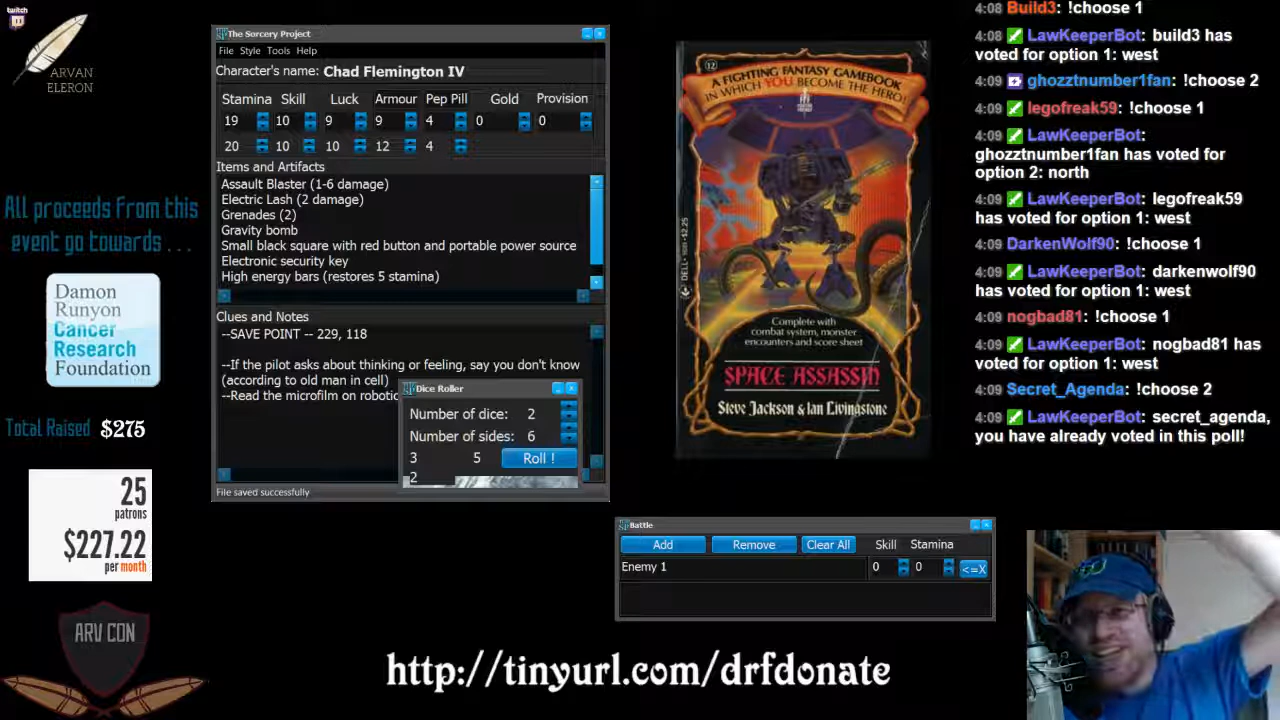 twitch
ARVAN
ELERON
All proceeds from this
event go towards . . .
Damon
Runyon
Cancer
Research
Foundation
Total Raised $275
25
patrons
$227.22
per month
ARV CON
The Sorcery Project
File Style Tools Help
Character's name: Chad Flemington IV
Stamina Skill Luck Armour Pep Pill Gold Provision
19 10 9 9 4 0 0
20 10 10 12 4
Items and Artifacts
Assault Blaster (1-6 damage)
Electric Lash (2 damage)
Grenades (2)
Gravity bomb
Small black square with red button and portable power source
Electronic security key
High energy bars (restores 5 stamina)
Clues and Notes
--SAVE POINT -- 229, 118
--If the pilot asks about thinking or feeling, say you don't know
(according to old man in cell)
--Read the microfilm on robotic
File saved successfully
Dice Roller
Number of dice: 2
Number of sides: 6
3 5 Roll !
2
12
A FIGHTING FANTASY GAMEBOOK
IN WHICH YOU BECOME THE HERO!
$2.25
Complete with
combat system, monster
encounters and score sheet
SPACE ASSASSIN
Steve Jackson & Ian Livingstone
Battle
Add Remove Clear All Skill Stamina
Enemy 1 0 0 <=X
http://tinyurl.com/drfdonate
4:08 Build3: !choose 1
4:08 LawKeeperBot: build3 has
voted for option 1: west
4:09 ghozztnumber1fan: !choose 2
4:09 legofreak59: !choose 1
4:09 LawKeeperBot:
ghozztnumber1fan has voted for
option 2: north
4:09 LawKeeperBot: legofreak59
has voted for option 1: west
4:09 DarkenWolf90: !choose 1
4:09 LawKeeperBot: darkenwolf90
has voted for option 1: west
4:09 nogbad81: !choose 1
4:09 LawKeeperBot: nogbad81 has
voted for option 1: west
4:09 Secret_Agenda: !choose 2
4:09 LawKeeperBot: secret_agenda,
you have already voted in this poll!